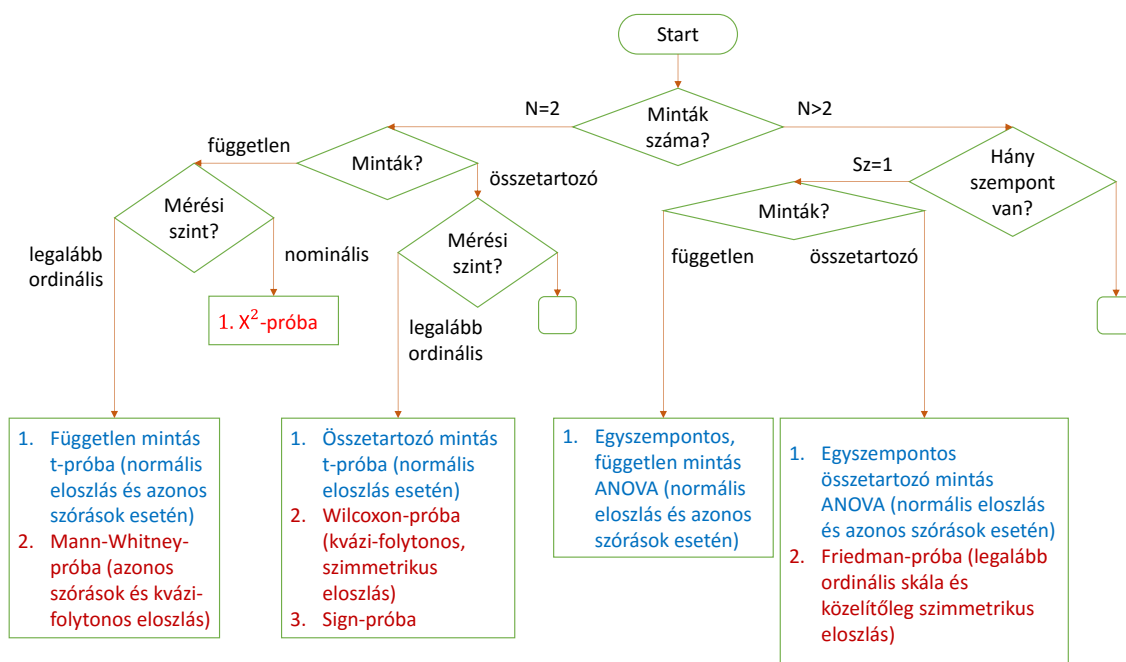 Start
N=2
Minták
száma?
N>2
független
Minták?
összetartozó
Sz=1
Hány
szempont
van?
Mérési
szint?
Minták?
legalább
ordinális
nominális
Mérési
szint?
független
összetartozó
1. X²-próba
legalább
ordinális
1. Független mintás
t-próba (normális
eloszlás és azonos
szórások esetén)
2. Mann-Whitney-
próba (azonos
szórások és kvázi-
folytonos eloszlás)
1. Összetartozó mintás
t-próba (normális
eloszlás esetén)
2. Wilcoxon-próba
(kvázi-folytonos,
szimmetrikus
eloszlás)
3. Sign-próba
1. Egyszempontos,
független mintás
ANOVA (normális
eloszlás és azonos
szórások esetén)
1. Egyszempontos
összetartozó mintás
ANOVA (normális eloszlás
és azonos szórások esetén)
2. Friedman-próba (legalább
ordinális skála és
közelítőleg szimmetrikus
eloszlás)